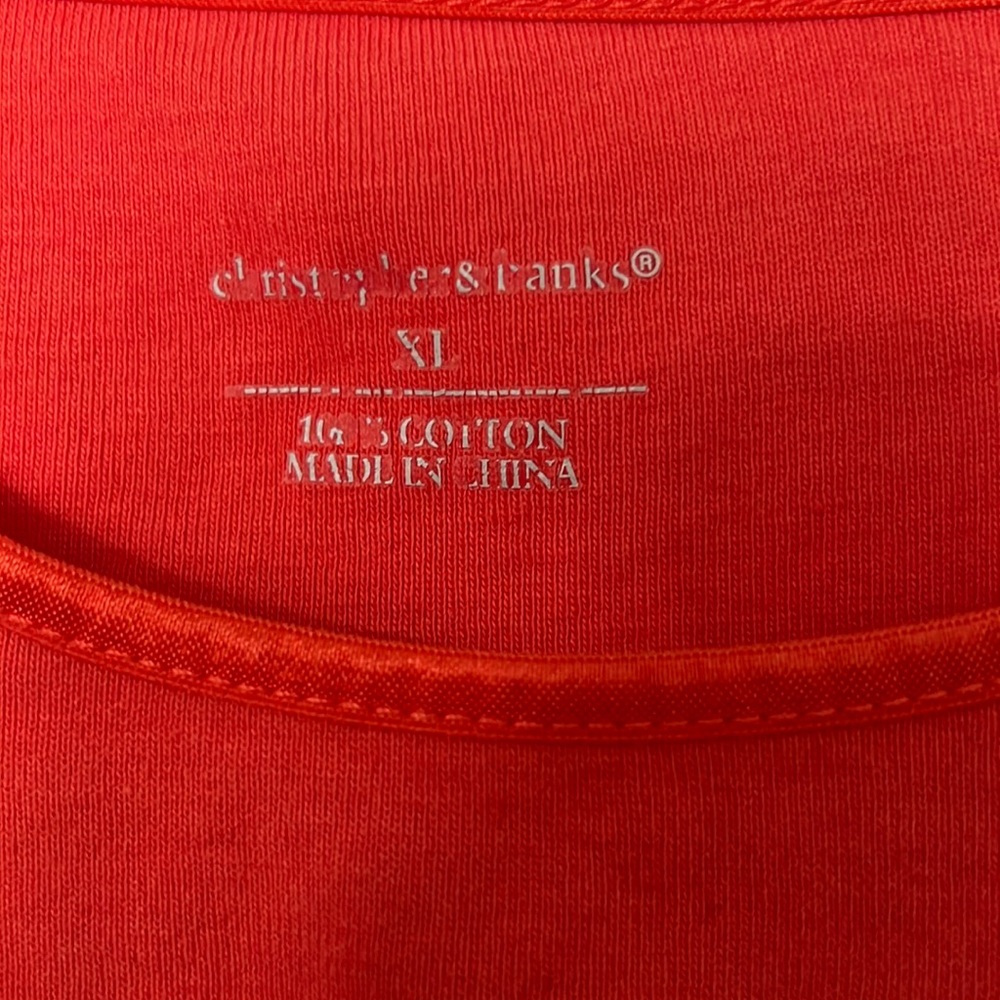 christopher & banks®
XL
100% COTTON
MADE IN CHINA